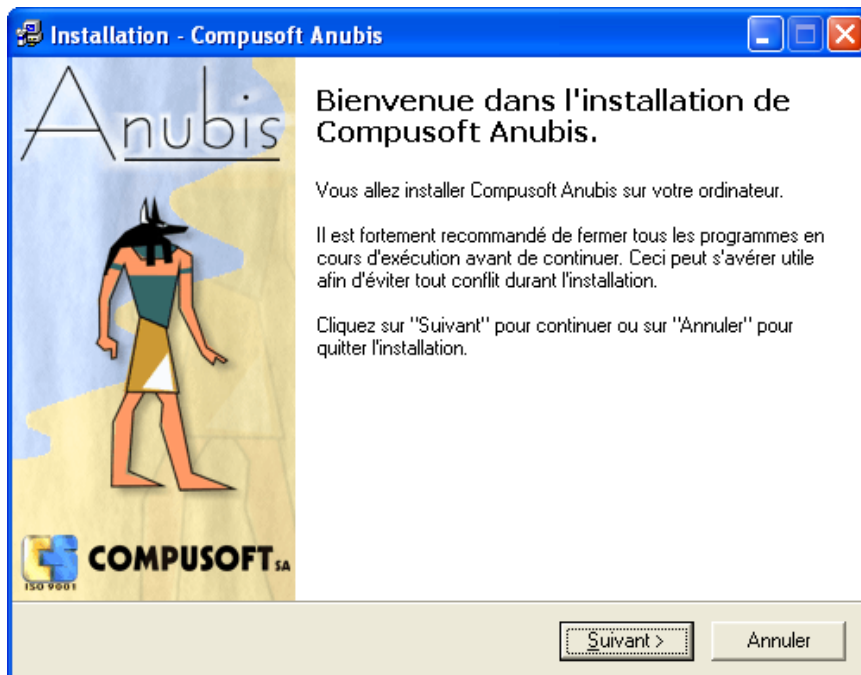 Installation - Compusoft Anubis
Anubis
Bienvenue dans l'installation de
Compusoft Anubis.
Vous allez installer Compusoft Anubis sur votre ordinateur.
Il est fortement recommandé de fermer tous les programmes en
cours d'exécution avant de continuer. Ceci peut s'avérer utile
afin d'éviter tout conflit durant l'installation.
Cliquez sur "Suivant" pour continuer ou sur "Annuler" pour
quitter l'installation.
CS COMPUSOFT SA
ISO 9001
Suivant >
Annuler